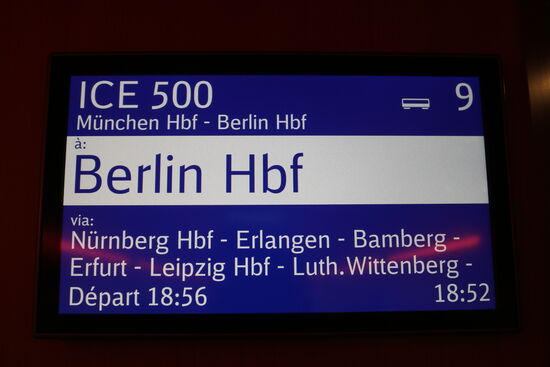 ICE 500 9
München Hbf - Berlin Hbf
à:
Berlin Hbf
via:
Nürnberg Hbf - Erlangen - Bamberg -
Erfurt - Leipzig Hbf - Luth.Wittenberg -
Départ 18:56 18:52